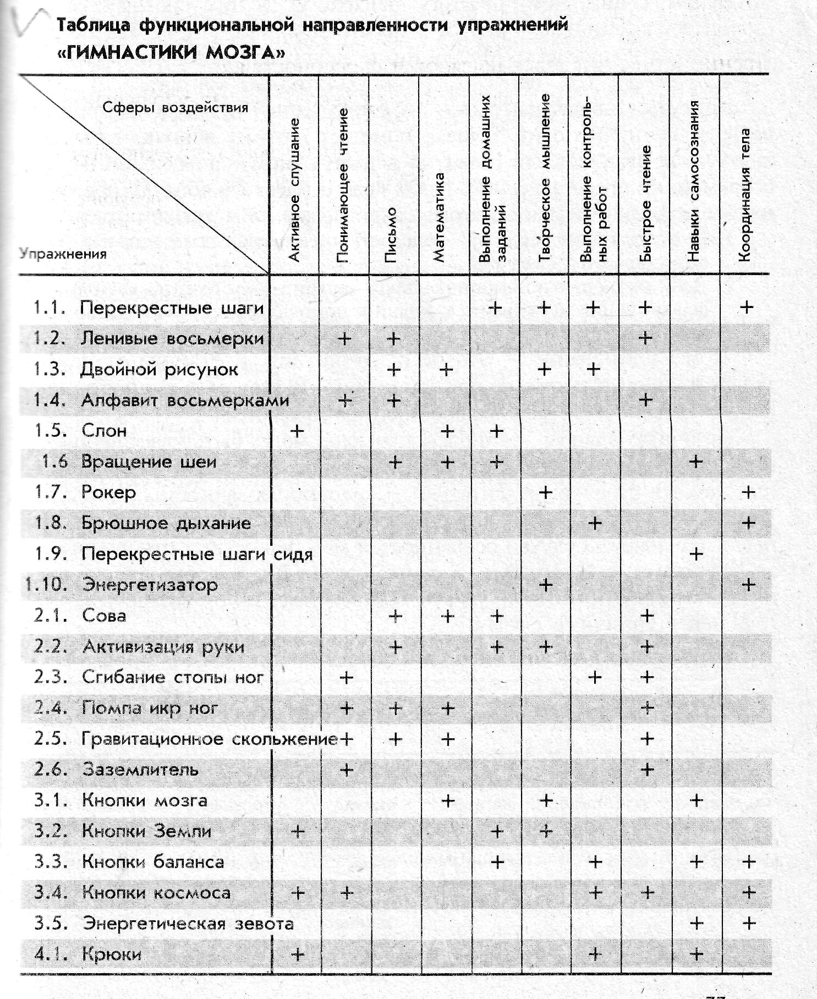 Таблица функциональной направленности упражнений
«ГИМНАСТИКИ МОЗГА»
Сферы воздействия
Упражнения
Активное слушание
Понимающее чтение
Письмо
Математика
Выполнение домашних
заданий
Творческое мышление
Выполнение контроль-
ных работ
Быстрое чтение
Навыки самосознания
Координация тела
1.1. Перекрестные шаги + + + + +
1.2. Ленивые восьмерки + + +
1.3. Двойной рисунок + + + +
1.4. Алфавит восьмерками + + +
1.5. Слон + + +
1.6 Вращение шеи + + + +
1.7. Рокер + +
1.8. Брюшное дыхание + +
1.9. Перекрестные шаги сидя +
1.10. Энергетизатор + +
2.1. Сова + + + +
2.2. Активизация руки + + + +
2.3. Сгибание стопы ног + + +
2.4. Помпа икр ног + + + +
2.5. Гравитационное скольжение + + + +
2.6. Заземлитель + +
3.1. Кнопки мозга + + +
3.2. Кнопки Земли + + +
3.3. Кнопки баланса + + + +
3.4. Кнопки космоса + + + + +
3.5. Энергетическая зевота + +
4.1. Крюки + + +